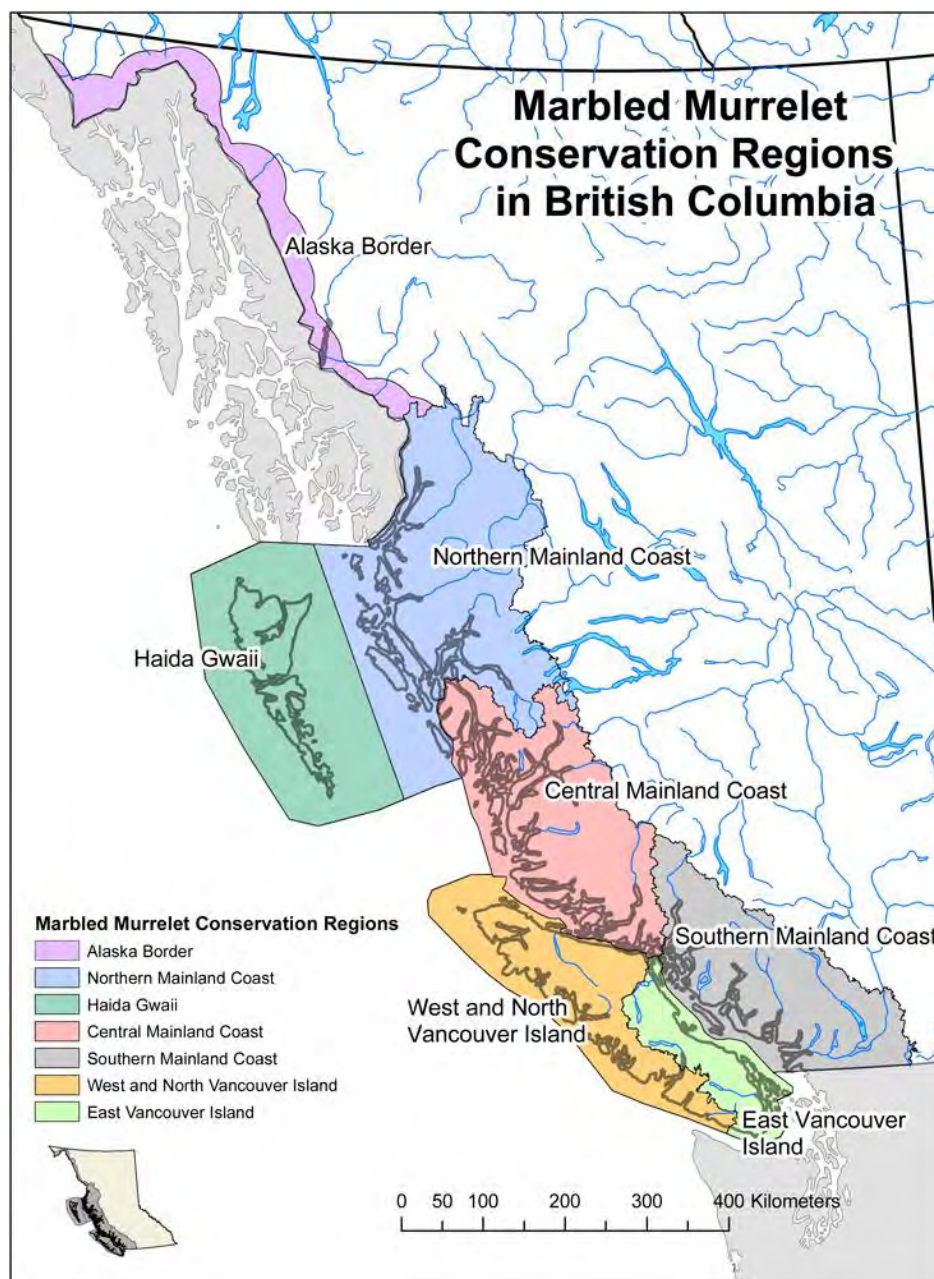 Marbled Murrelet
Conservation Regions
in British Columbia
Alaska Border
Northern Mainland Coast
Haida Gwaii
Central Mainland Coast
Southern Mainland Coast
West and North
Vancouver Island
East Vancouver
Island
Marbled Murrelet Conservation Regions
Alaska Border
Northern Mainland Coast
Haida Gwaii
Central Mainland Coast
Southern Mainland Coast
West and North Vancouver Island
East Vancouver Island
0 50 100 200 300 400 Kilometers